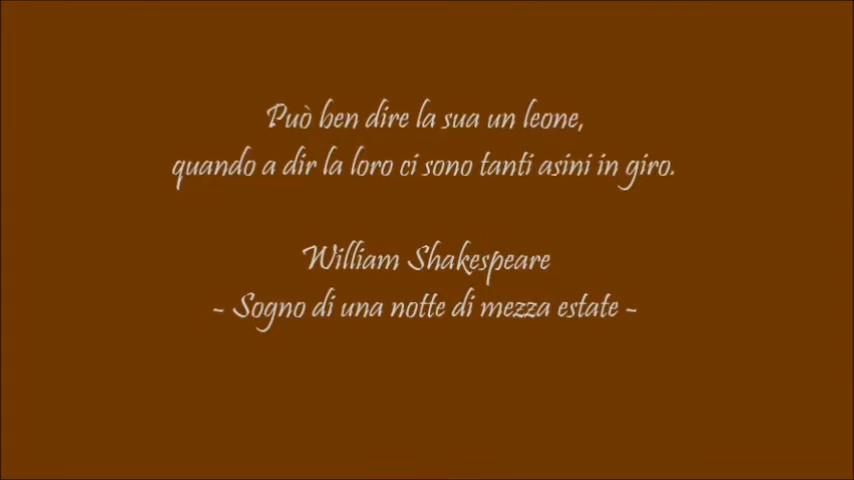 Può ben dire la sua un leone,
quando a dir la loro ci sono tanti asini in giro.
William Shakespeare
~ Sogno di una notte di mezza estate ~